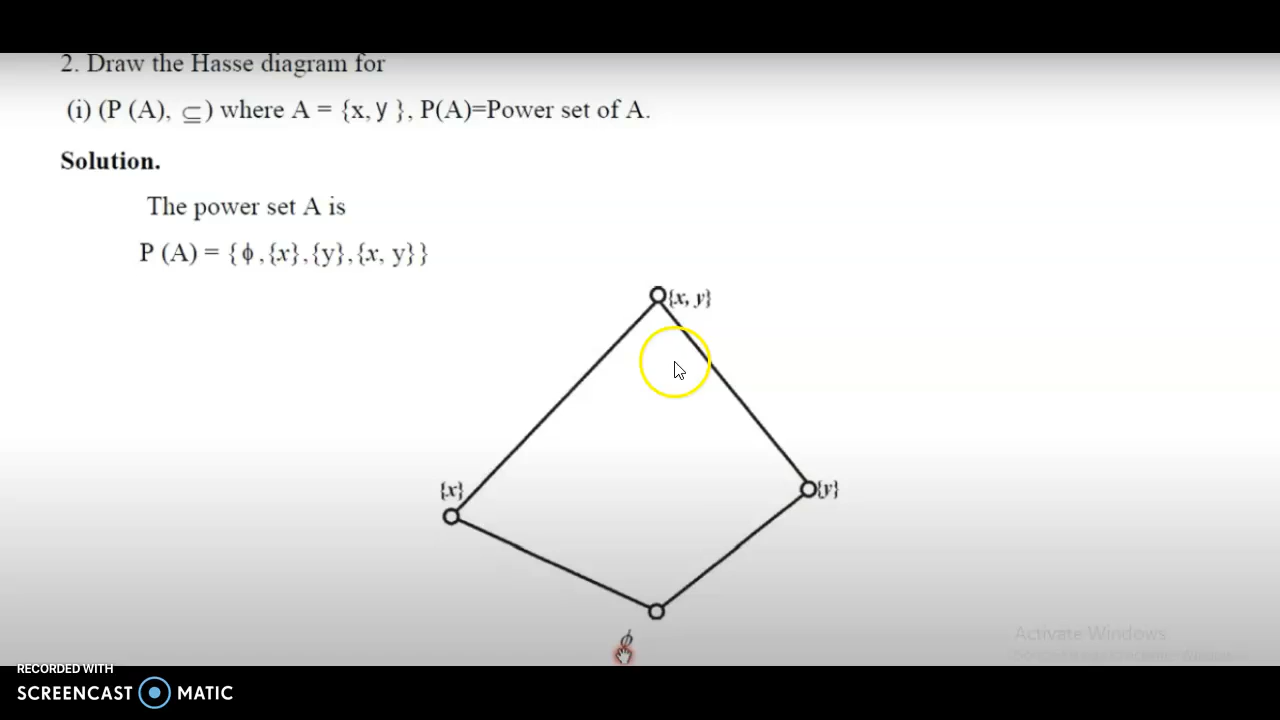 2. Draw the Hasse diagram for
(i) (P (A), ⊆) where A = {x, y }, P(A)=Power set of A.
Solution.
The power set A is
P (A) = { ϕ ,{x},{y},{x, y} }
{x, y}
{x}
{y}
ϕ
Activate Windows
RECORDED WITH
SCREENCAST MATIC